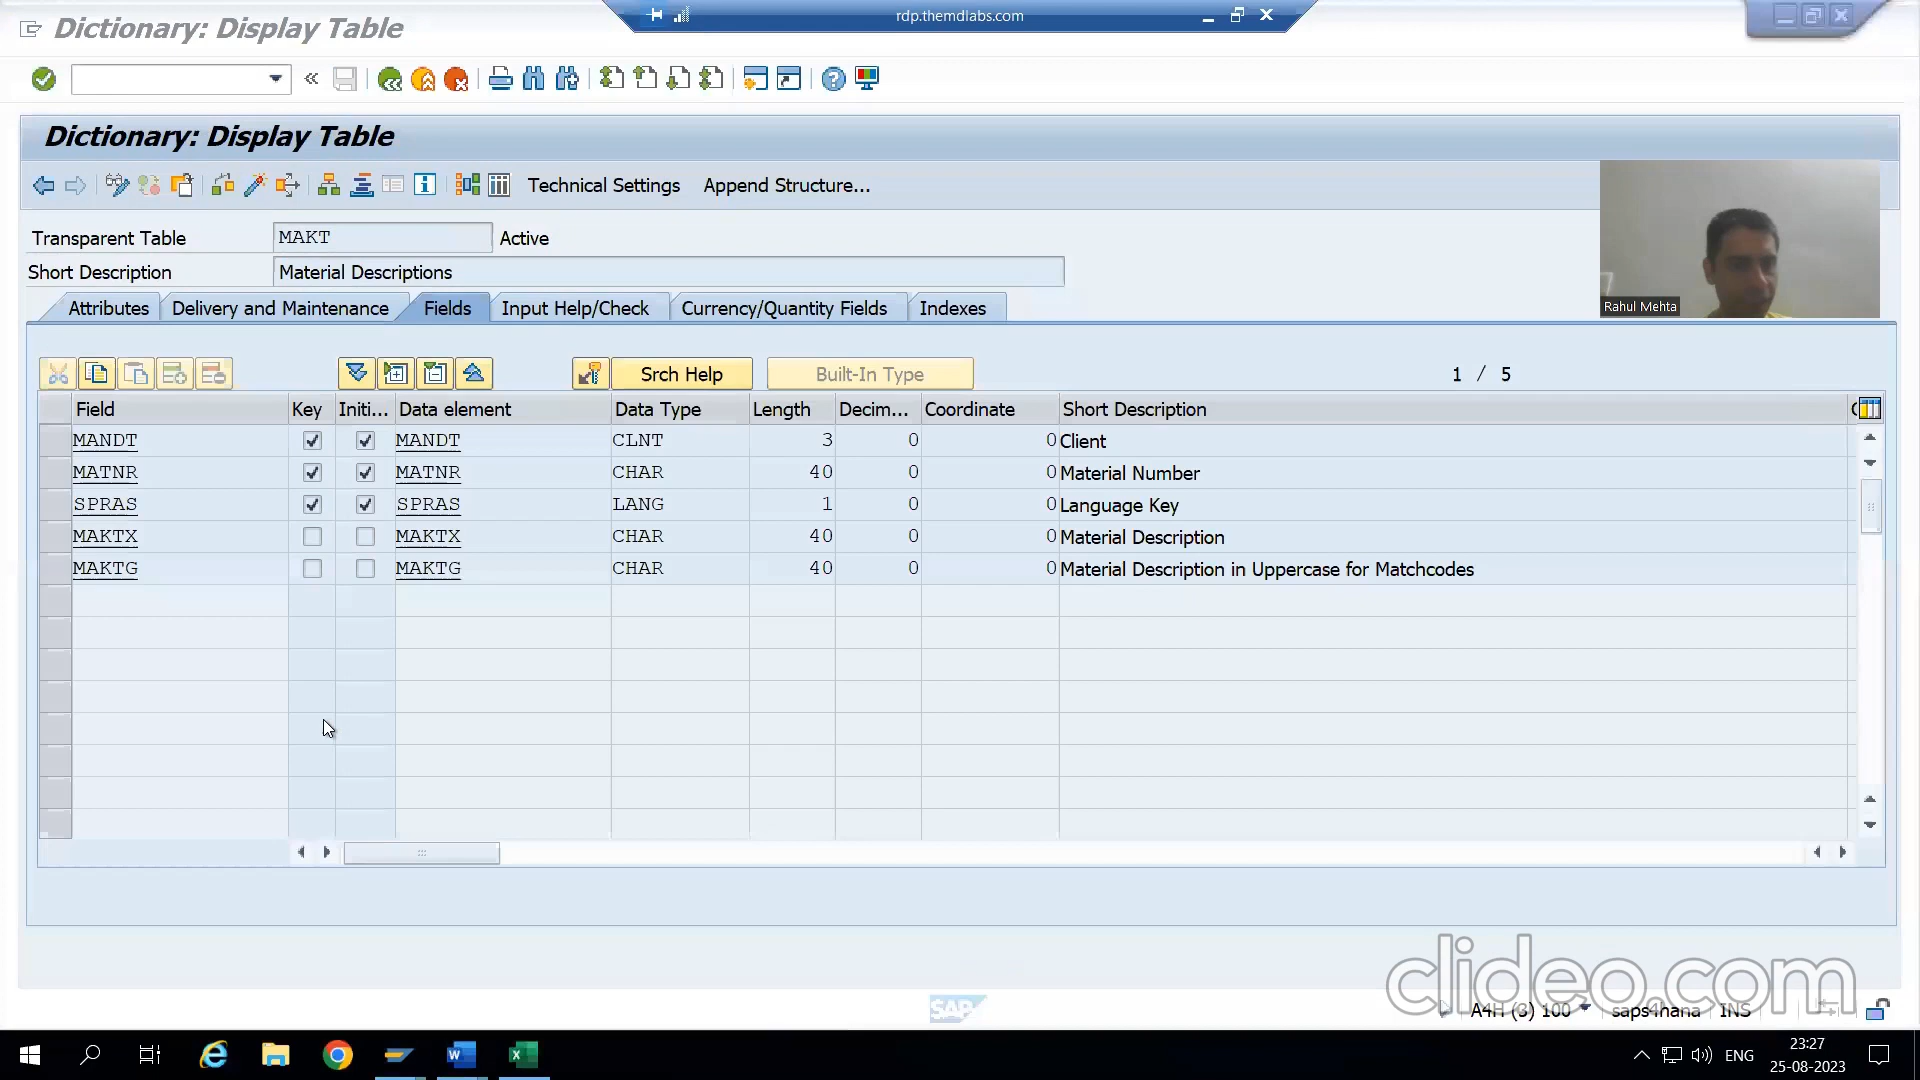 Dictionary: Display Table
rdp.themdlabs.com
Dictionary: Display Table
Technical Settings Append Structure...
Transparent Table MAKT Active
Short Description Material Descriptions
Attributes Delivery and Maintenance Fields Input Help/Check Currency/Quantity Fields Indexes
Rahul Mehta
Srch Help Built-In Type 1 / 5
Field Key Initi... Data element Data Type Length Decim... Coordinate Short Description
MANDT MANDT CLNT 3 0 0 Client
MATNR MATNR CHAR 40 0 0 Material Number
SPRAS SPRAS LANG 1 0 0 Language Key
MAKTX MAKTX CHAR 40 0 0 Material Description
MAKTG MAKTG CHAR 40 0 0 Material Description in Uppercase for Matchcodes
clideo.com
SAP A4H (3) 100 saps4hana INS
ENG 23:27
25-08-2023